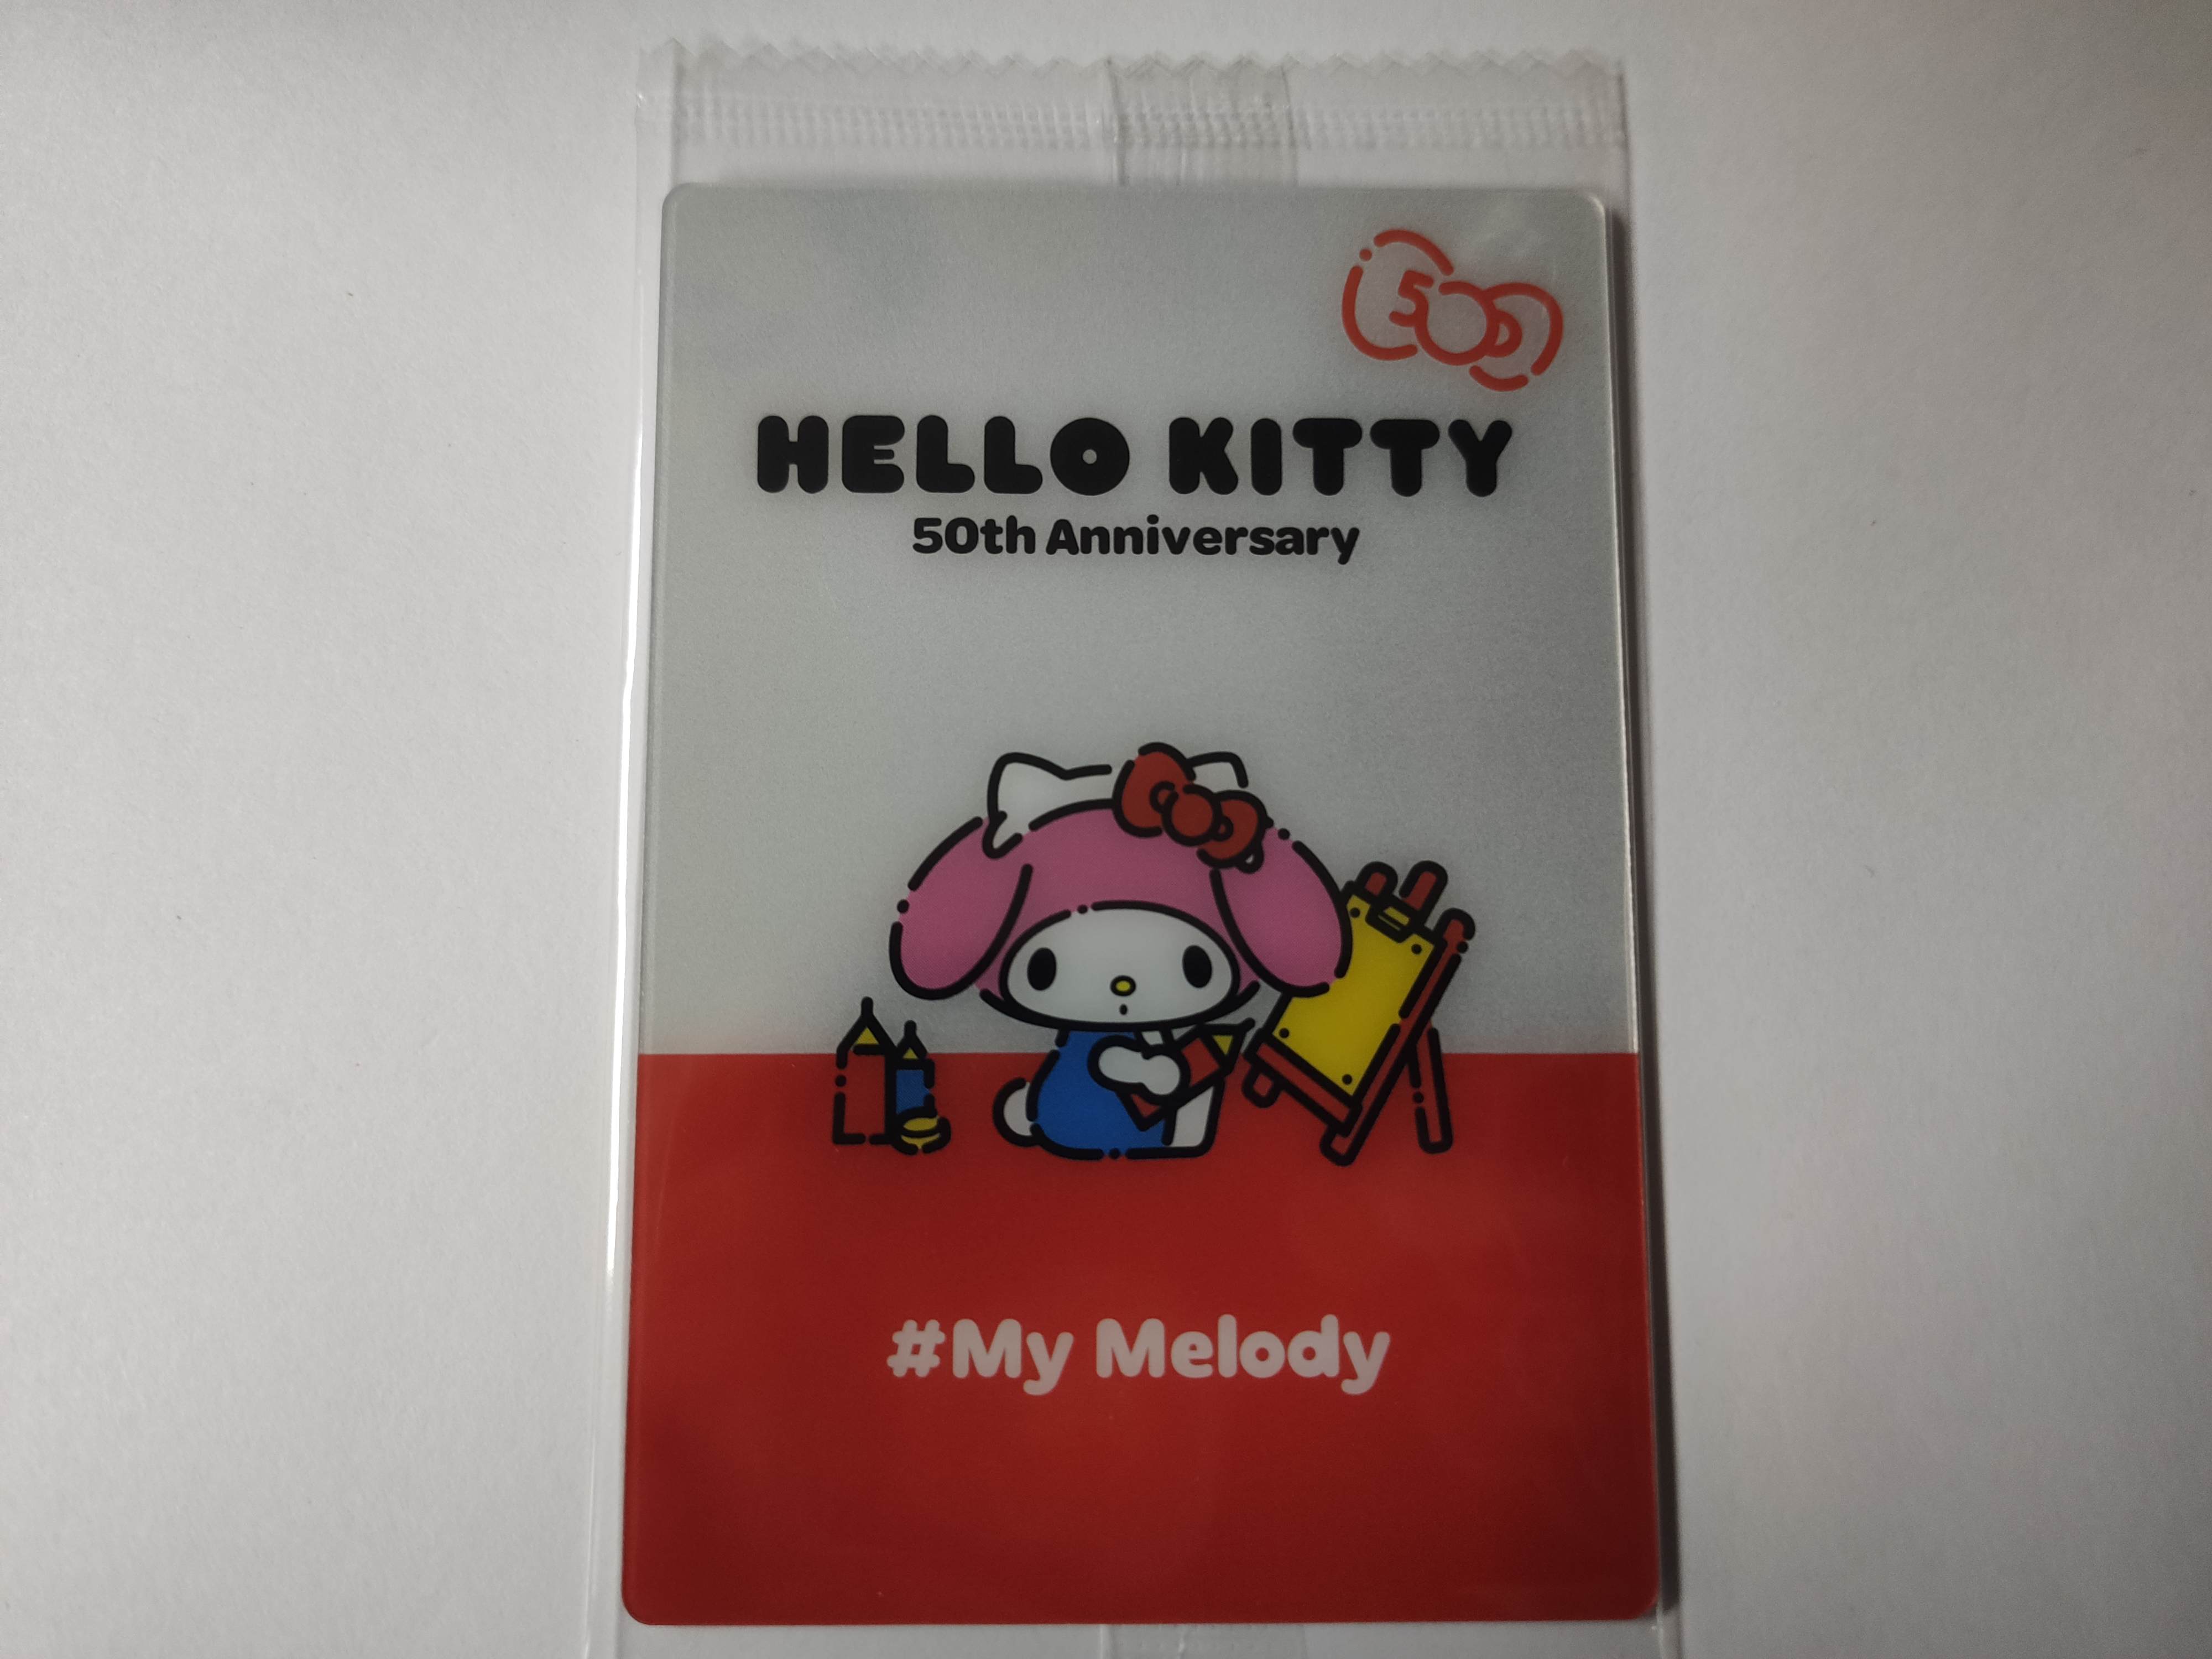 50
HELLO KITTY
50th Anniversary
#My Melody